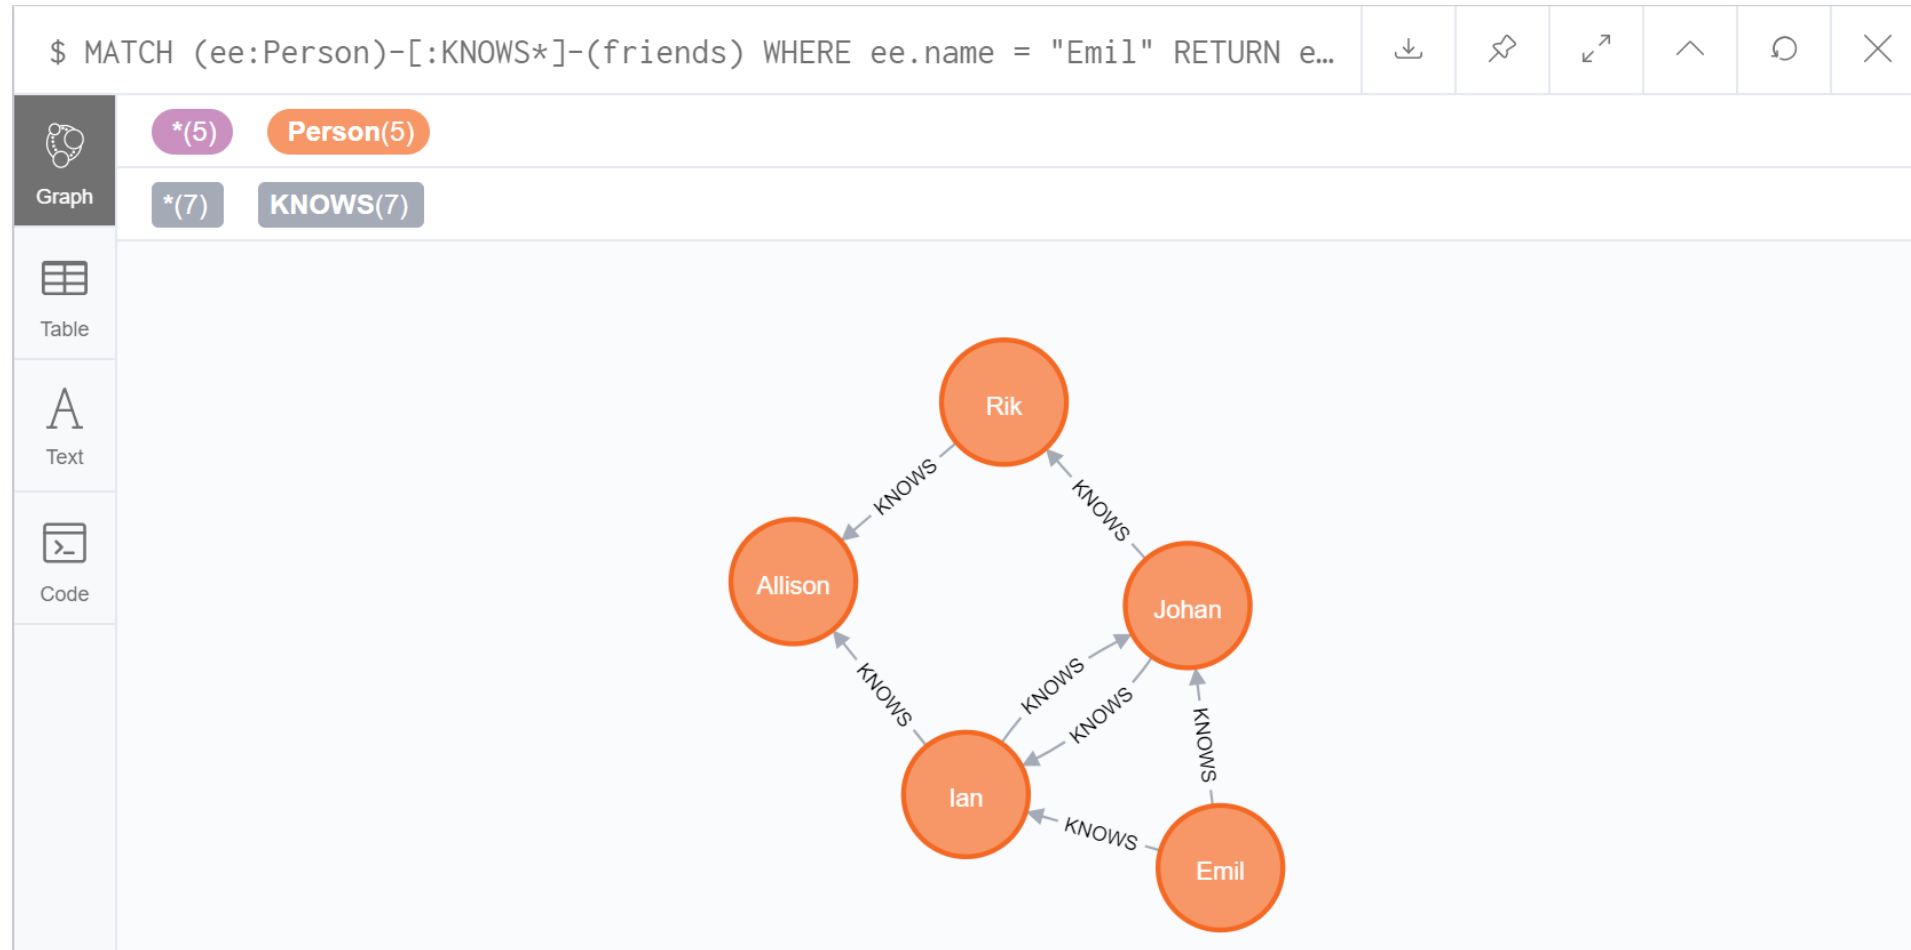 $ MATCH (ee:Person)-[:KNOWS*]-(friends) WHERE ee.name = "Emil" RETURN e…
*(5) Person(5)
Graph
*(7) KNOWS(7)
Table
Text
Code
Rik
KNOWS
KNOWS
Allison
Johan
KNOWS
KNOWS
KNOWS
KNOWS
Ian
KNOWS
Emil